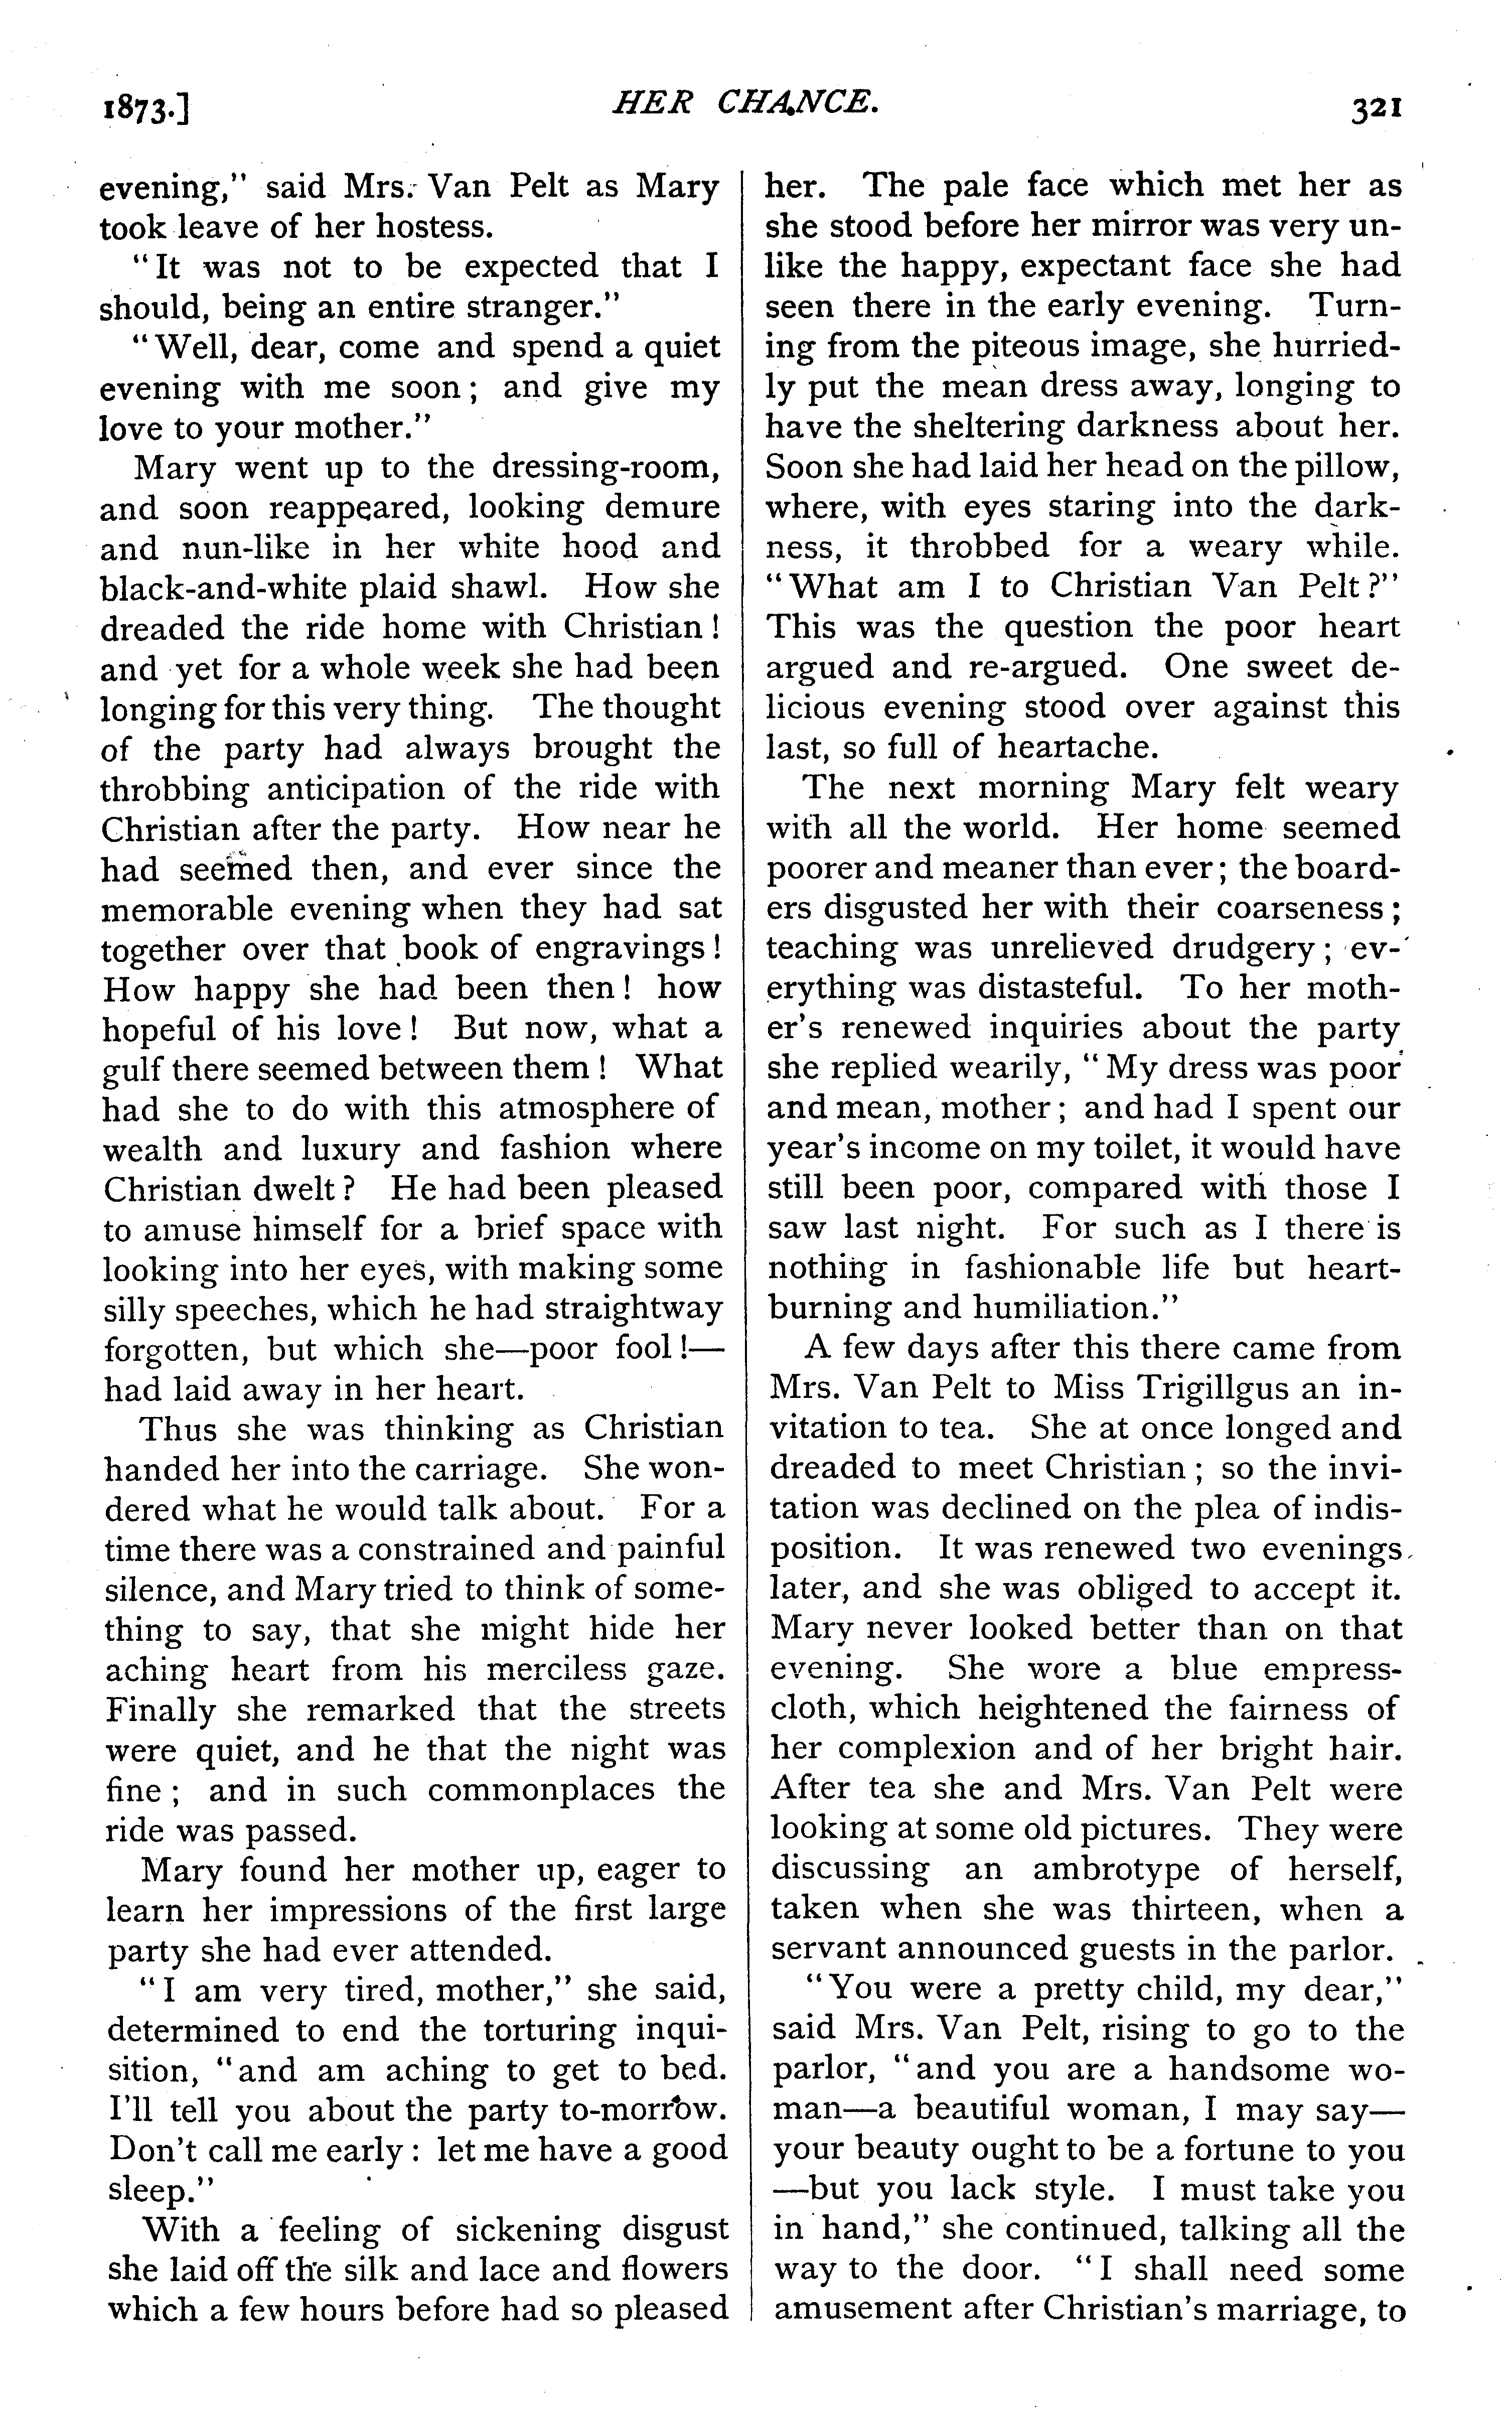 1873.] HER CHANCE. 321
evening," said Mrs. Van Pelt as Mary
took leave of her hostess.
"It was not to be expected that I
should, being an entire stranger."
"Well, dear, come and spend a quiet
evening with me soon; and give my
love to your mother."
Mary went up to the dressing-room,
and soon reappeared, looking demure
and nun-like in her white hood and
black-and-white plaid shawl. How she
dreaded the ride home with Christian!
and yet for a whole week she had been
longing for this very thing. The thought
of the party had always brought the
throbbing anticipation of the ride with
Christian after the party. How near he
had seemed then, and ever since the
memorable evening when they had sat
together over that book of engravings!
How happy she had been then! how
hopeful of his love! But now, what a
gulf there seemed between them! What
had she to do with this atmosphere of
wealth and luxury and fashion where
Christian dwelt? He had been pleased
to amuse himself for a brief space with
looking into her eyes, with making some
silly speeches, which he had straightway
forgotten, but which she—poor fool!—
had laid away in her heart.
Thus she was thinking as Christian
handed her into the carriage. She won-
dered what he would talk about. For a
time there was a constrained and painful
silence, and Mary tried to think of some-
thing to say, that she might hide her
aching heart from his merciless gaze.
Finally she remarked that the streets
were quiet, and he that the night was
fine; and in such commonplaces the
ride was passed.
Mary found her mother up, eager to
learn her impressions of the first large
party she had ever attended.
"I am very tired, mother," she said,
determined to end the torturing inqui-
sition, "and am aching to get to bed.
I'll tell you about the party to-morrow.
Don't call me early: let me have a good
sleep."
With a feeling of sickening disgust
she laid off the silk and lace and flowers
which a few hours before had so pleased
her. The pale face which met her as
she stood before her mirror was very un-
like the happy, expectant face she had
seen there in the early evening. Turn-
ing from the piteous image, she hurried-
ly put the mean dress away, longing to
have the sheltering darkness about her.
Soon she had laid her head on the pillow,
where, with eyes staring into the dark-
ness, it throbbed for a weary while.
"What am I to Christian Van Pelt?"
This was the question the poor heart
argued and re-argued. One sweet de-
licious evening stood over against this
last, so full of heartache.
The next morning Mary felt weary
with all the world. Her home seemed
poorer and meaner than ever; the board-
ers disgusted her with their coarseness;
teaching was unrelieved drudgery; ev-
erything was distasteful. To her moth-
er's renewed inquiries about the party
she replied wearily, "My dress was poor
and mean, mother; and had I spent our
year's income on my toilet, it would have
still been poor, compared with those I
saw last night. For such as I there is
nothing in fashionable life but heart-
burning and humiliation."
A few days after this there came from
Mrs. Van Pelt to Miss Trigillgus an in-
vitation to tea. She at once longed and
dreaded to meet Christian; so the invi-
tation was declined on the plea of indis-
position. It was renewed two evenings
later, and she was obliged to accept it.
Mary never looked better than on that
evening. She wore a blue empress-
cloth, which heightened the fairness of
her complexion and of her bright hair.
After tea she and Mrs. Van Pelt were
looking at some old pictures. They were
discussing an ambrotype of herself,
taken when she was thirteen, when a
servant announced guests in the parlor.
"You were a pretty child, my dear,"
said Mrs. Van Pelt, rising to go to the
parlor, "and you are a handsome wo-
man—a beautiful woman, I may say—
your beauty ought to be a fortune to you
—but you lack style. I must take you
in hand," she continued, talking all the
way to the door. "I shall need some
amusement after Christian's marriage, to